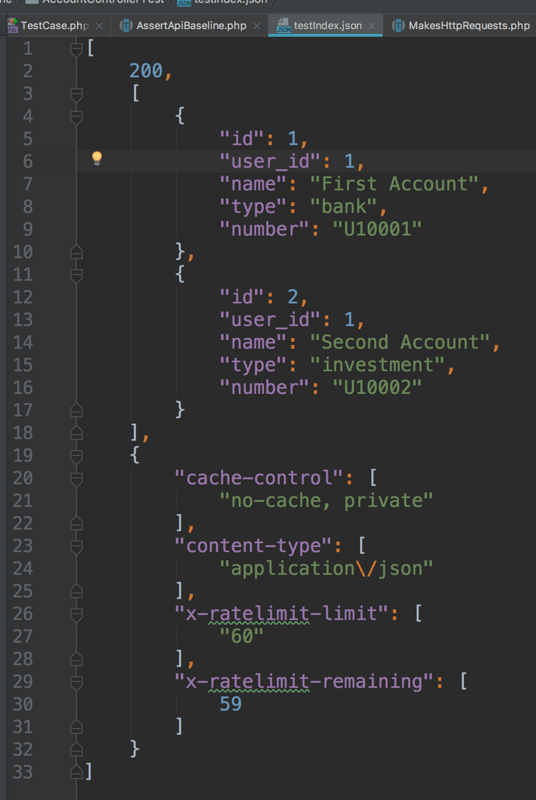 AccountControllerTest testIndex.json
TestCase.php AssertApiBaseline.php testIndex.json MakesHttpRequests.php
1 [
2 200,
3 [
4 {
5 "id": 1,
6 "user_id": 1,
7 "name": "First Account",
8 "type": "bank",
9 "number": "U10001"
10 },
11 {
12 "id": 2,
13 "user_id": 1,
14 "name": "Second Account",
15 "type": "investment",
16 "number": "U10002"
17 }
18 ],
19 {
20 "cache-control": [
21 "no-cache, private"
22 ],
23 "content-type": [
24 "application\/json"
25 ],
26 "x-ratelimit-limit": [
27 "60"
28 ],
29 "x-ratelimit-remaining": [
30 59
31 ]
32 }
33 ]